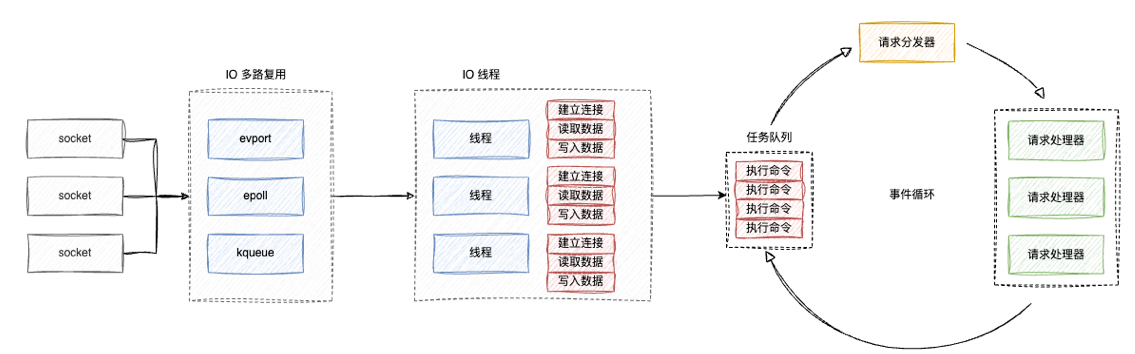 IO 多路复用
socket
socket
socket
evport
epoll
kqueue
IO 线程
线程
建立连接
读取数据
写入数据
线程
建立连接
读取数据
写入数据
线程
建立连接
读取数据
写入数据
任务队列
执行命令
执行命令
执行命令
执行命令
请求分发器
事件循环
请求处理器
请求处理器
请求处理器